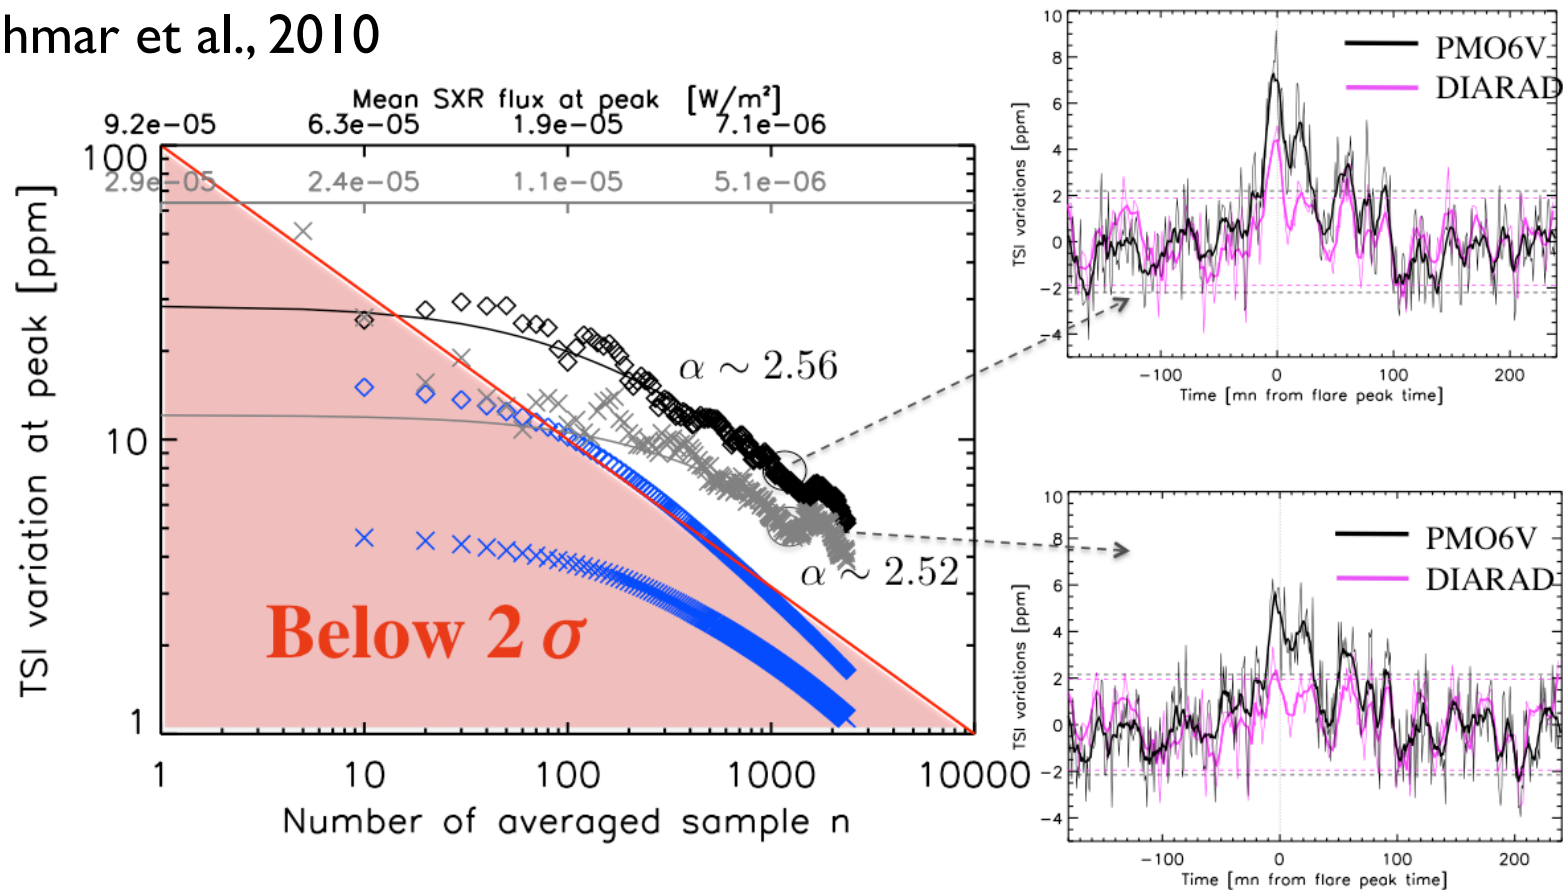 hmar et al., 2010
Mean SXR flux at peak [W/m²]
9.2e-05 6.3e-05 1.9e-05 7.1e-06
2.9e-05 2.4e-05 1.1e-05 5.1e-06
100
10
1
TSI variation at peak [ppm]
α ∼ 2.56
α ∼ 2.52
Below 2 σ
1 10 100 1000 10000
Number of averaged sample n
10
8
6
4
2
0
−2
−4
TSI variations [ppm]
PMO6V
DIARAD
−100 0 100 200
Time [mn from flare peak time]
10
8
6
4
2
0
−2
−4
TSI variations [ppm]
PMO6V
DIARAD
−100 0 100 200
Time [mn from flare peak time]